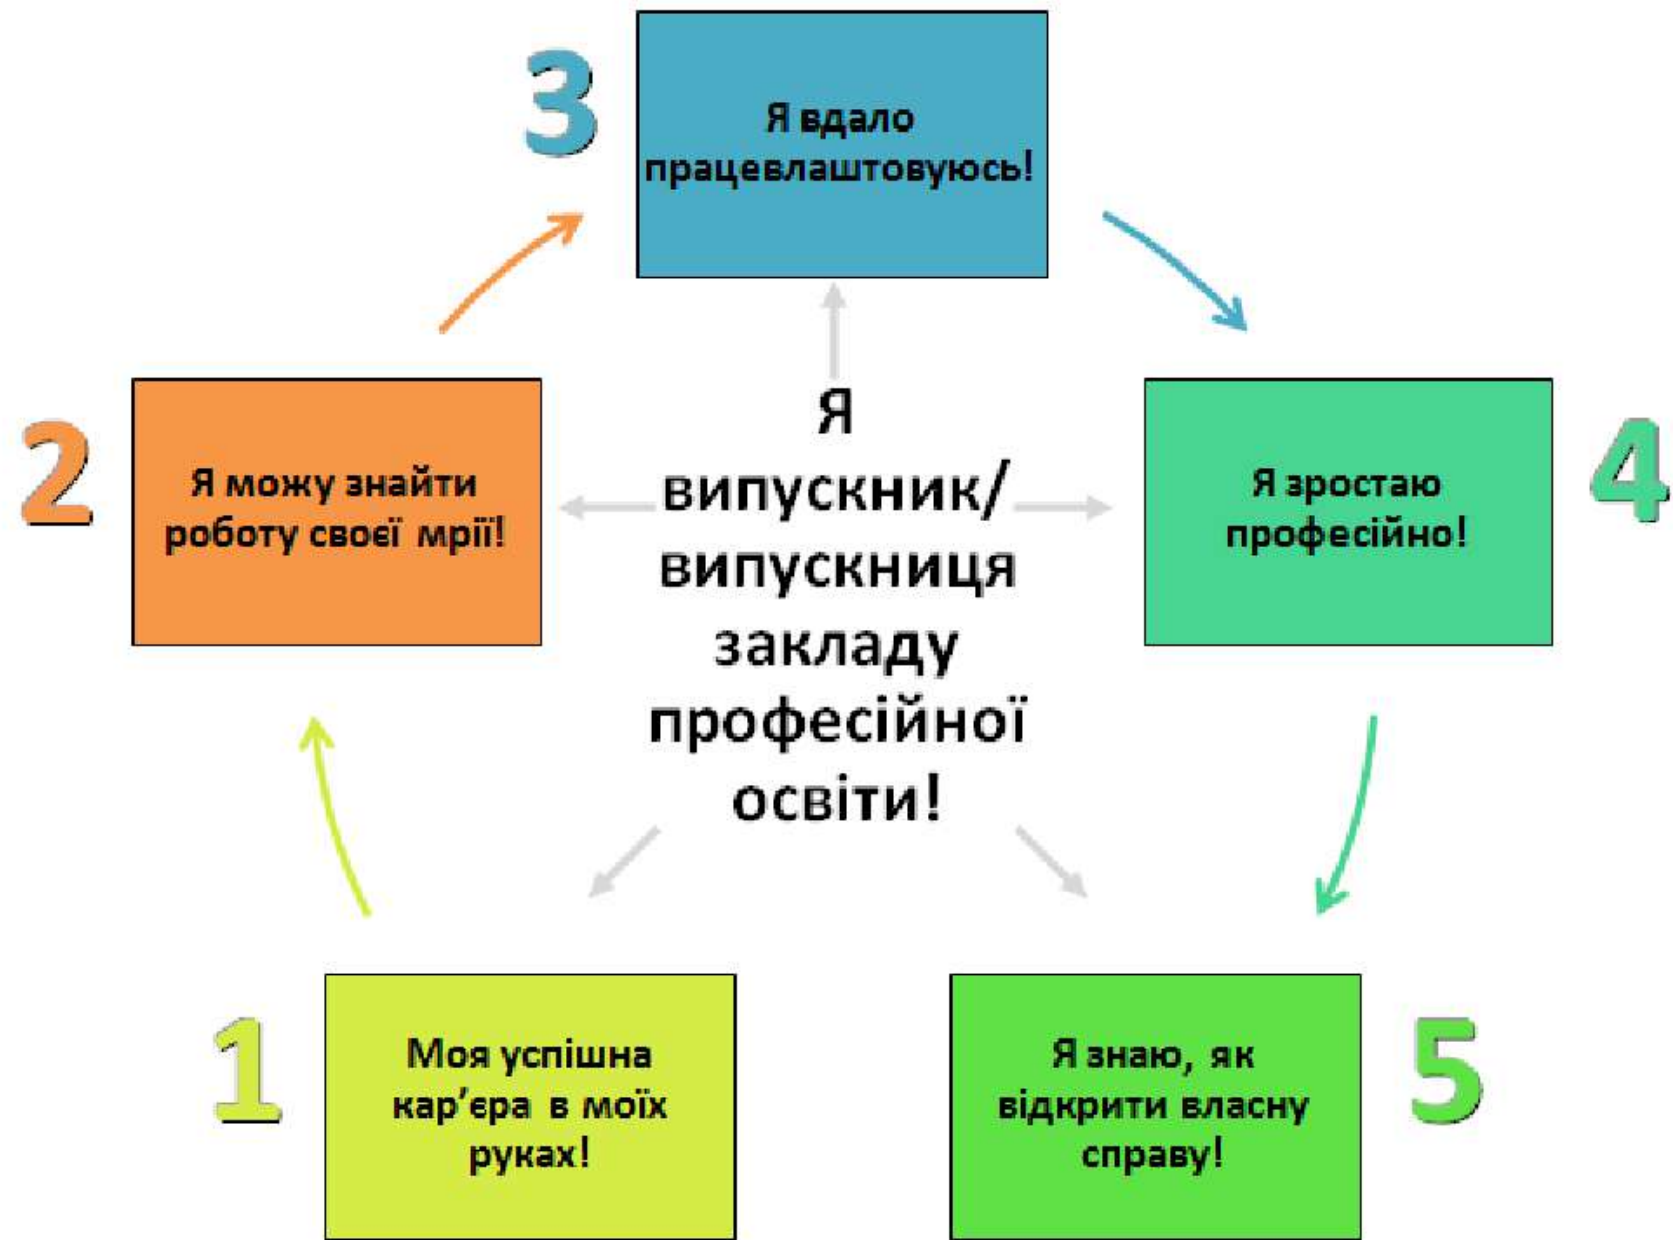 3
Я вдало
працевлаштовуюсь!
2
Я можу знайти
роботу своєї мрії!
Я
випускник/
випускниця
закладу
професійної
освіти!
Я зростаю
професійно!
4
1
Моя успішна
кар’єра в моїх
руках!
Я знаю, як
відкрити власну
справу!
5